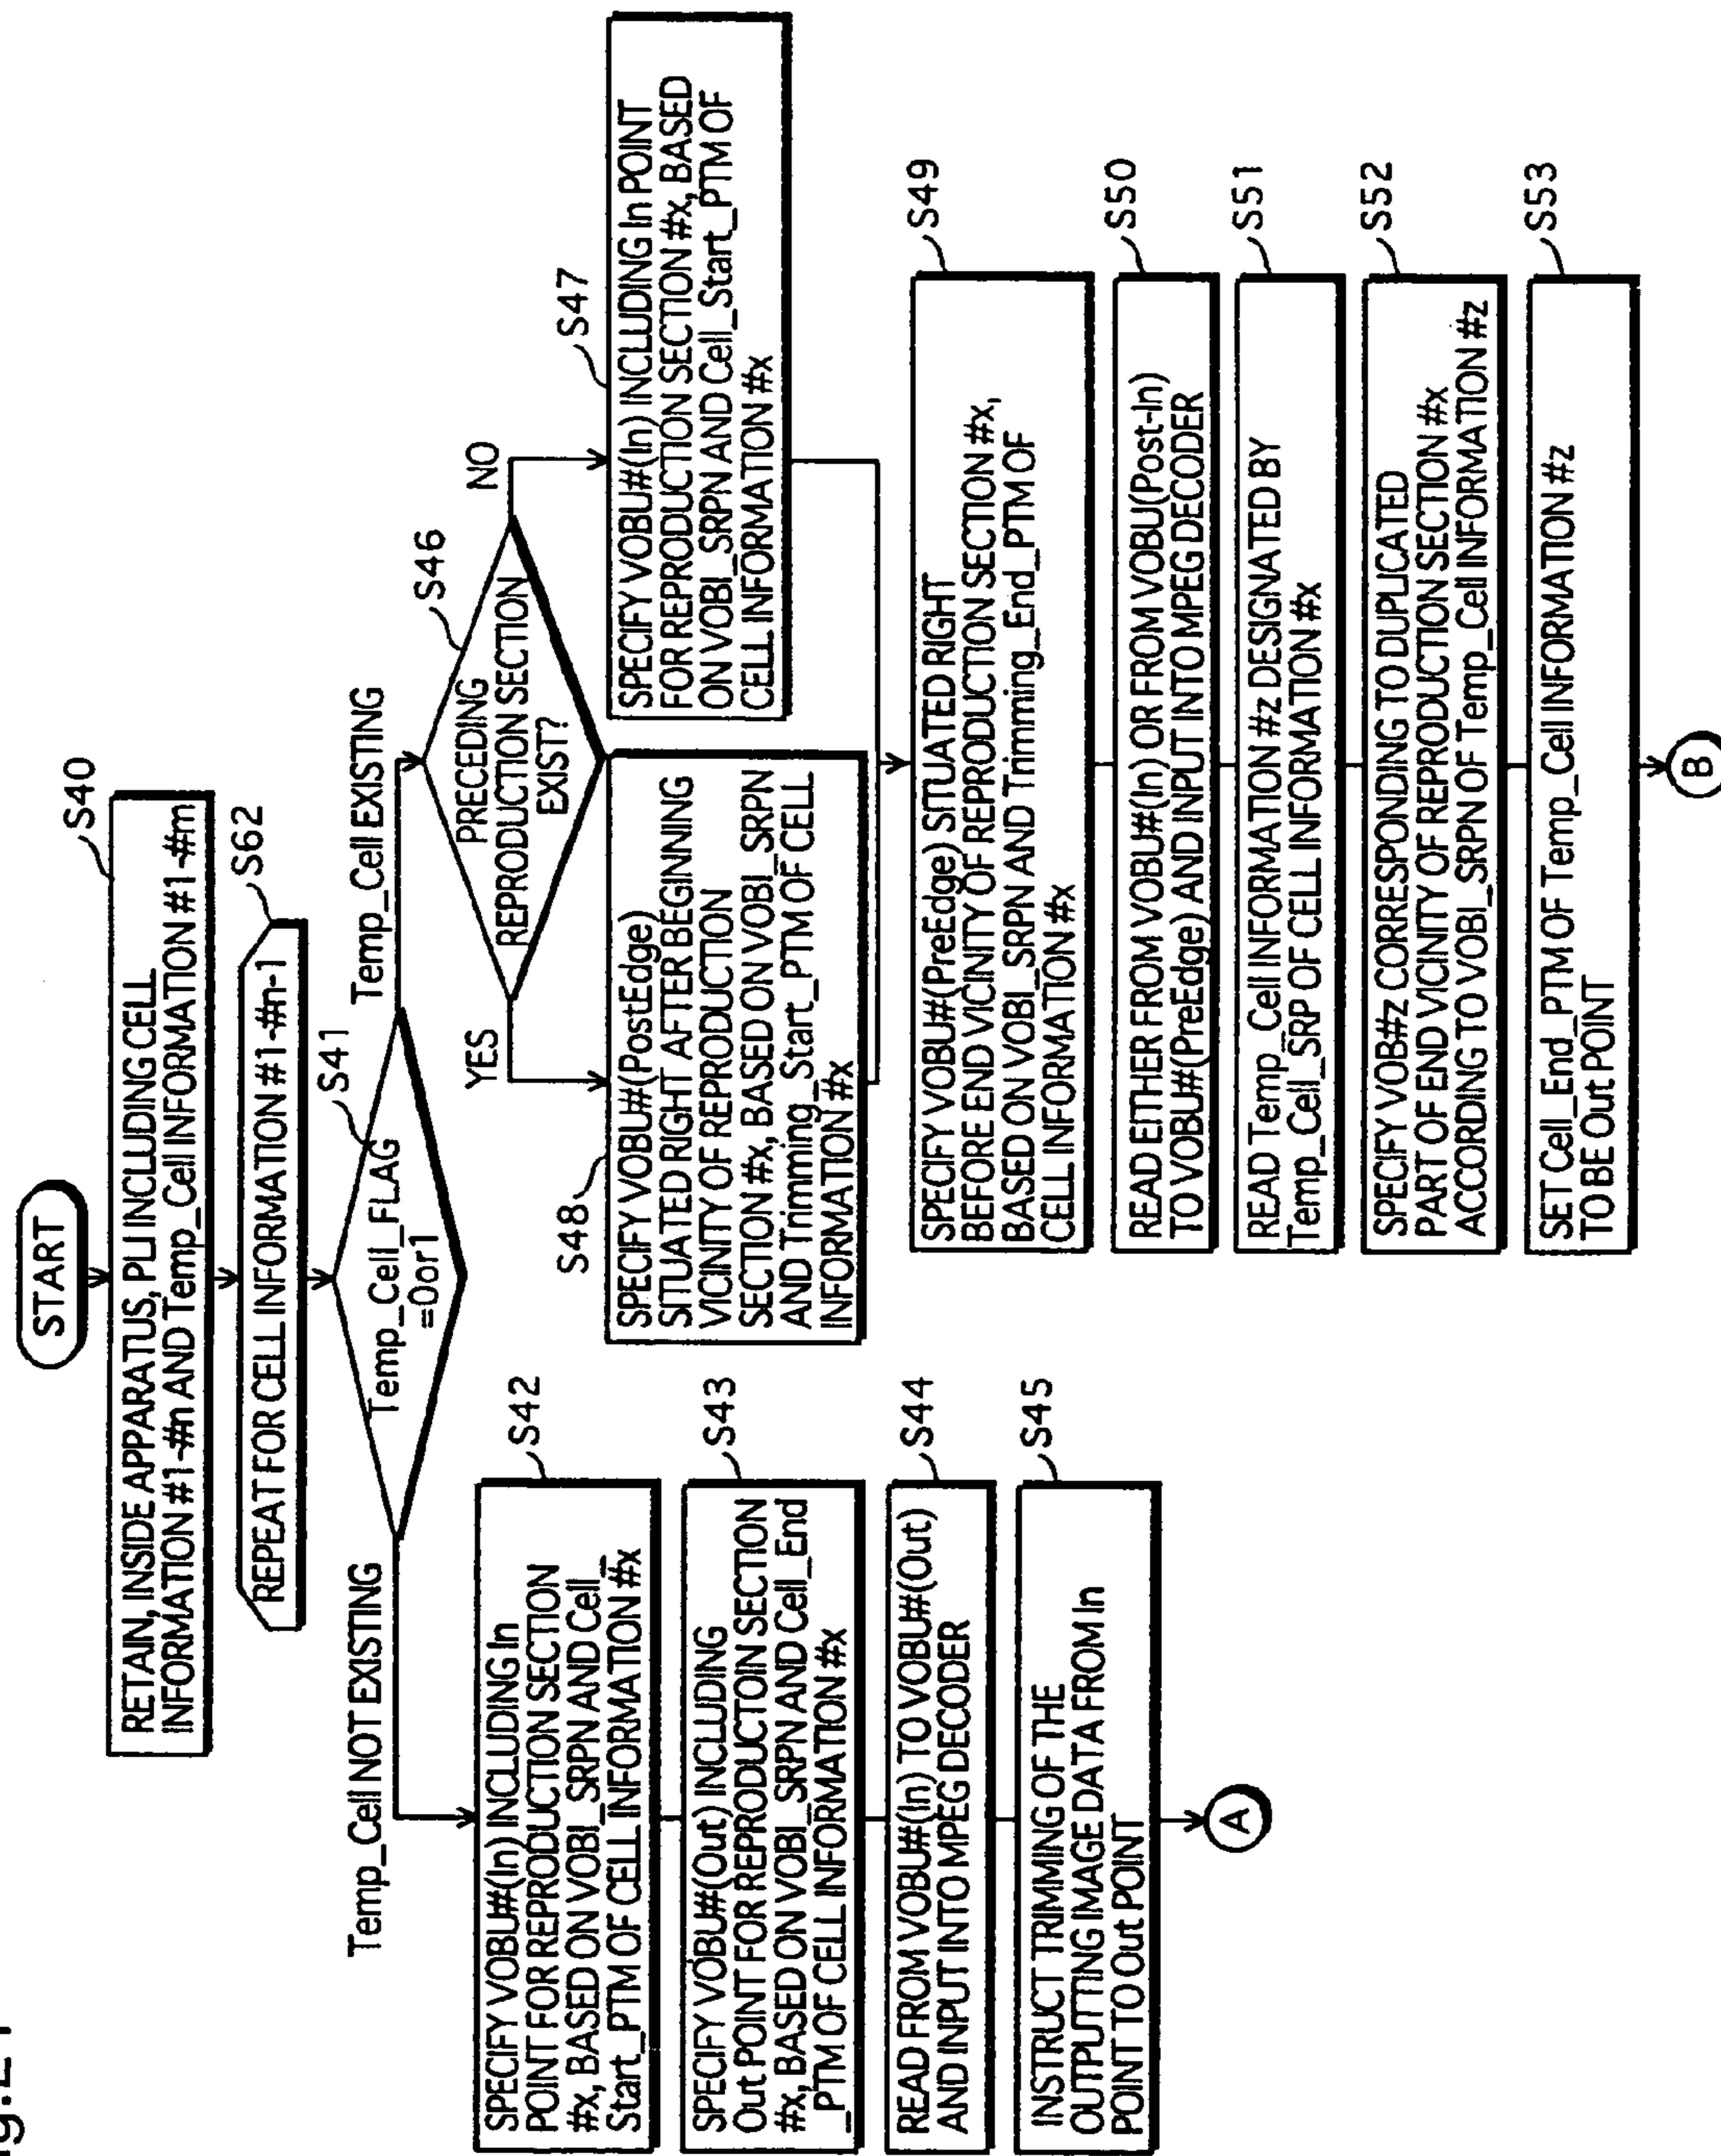 START
S40
RETAIN, INSIDE APPARATUS, PLI INCLUDING CELL
INFORMATION #1-#n AND Temp_Cell INFORMATION #1-#m
S62
REPEAT FOR CELL INFORMATION #1-#n-1
S41
Temp_Cell_FLAG
=0or1
Temp_Cell NOT EXISTING
Temp_Cell EXISTING
S42
SPECIFY VOBU#(In) INCLUDING In
POINT FOR REPRODUCTION SECTION
#x, BASED ON VOBI_SRPN AND Cell_
Start_PTM OF CELL INFORMATION #x
S43
SPECIFY VOBU#(Out) INCLUDING
Out POINT FOR REPRODUCTOIN SECTION
#x, BASED ON VOBI_SRPN AND Cell_End
_PTM OF CELL INFORMATION #x
S44
READ FROM VOBU#(In) TO VOBU#(Out)
AND INPUT INTO MPEG DECODER
S45
INSTRUCT TRIMMING OF THE
OUTPUTTING IMAGE DATA FROM In
POINT TO Out POINT
A
S46
PRECEDING
REPRODUCTION SECTION
EXIST?
YES
NO
S48
SPECIFY VOBU#(PostEdge)
SITUATED RIGHT AFTER BEGINNING
VICINITY OF REPRODUCTION
SECTION #x, BASED ON VOBI_SRPN
AND Trimming_Start_PTM OF CELL
INFORMATION #x
S47
SPECIFY VOBU#(In) INCLUDING In POINT
FOR REPRODUCTION SECTION #x, BASED
ON VOBI_SRPN AND Cell_Start_PTM OF
CELL INFORMATION #x
S49
SPECIFY VOBU#(PreEdge) SITUATED RIGHT
BEFORE END VICINITY OF REPRODUCTION SECTION #x,
BASED ON VOBI_SRPN AND Trimming_End_PTM OF
CELL INFORMATION #x
S50
READ EITHER FROM VOBU#(In) OR FROM VOBU(Post-In)
TO VOBU#(PreEdge) AND INPUT INTO MPEG DECODER
S51
READ Temp_Cell INFORMATION #z DESIGNATED BY
Temp_Cell_SRP OF CELL INFORMATION #x
S52
SPECIFY VOB#z CORRESPONDING TO DUPLICATED
PART OF END VICINITY OF REPRODUCTION SECTION #x
ACCORDING TO VOBI_SRPN OF Temp_Cell INFORMATION #z
S53
SET Cell_End_PTM OF Temp_Cell INFORMATION #z
TO BE Out POINT
B